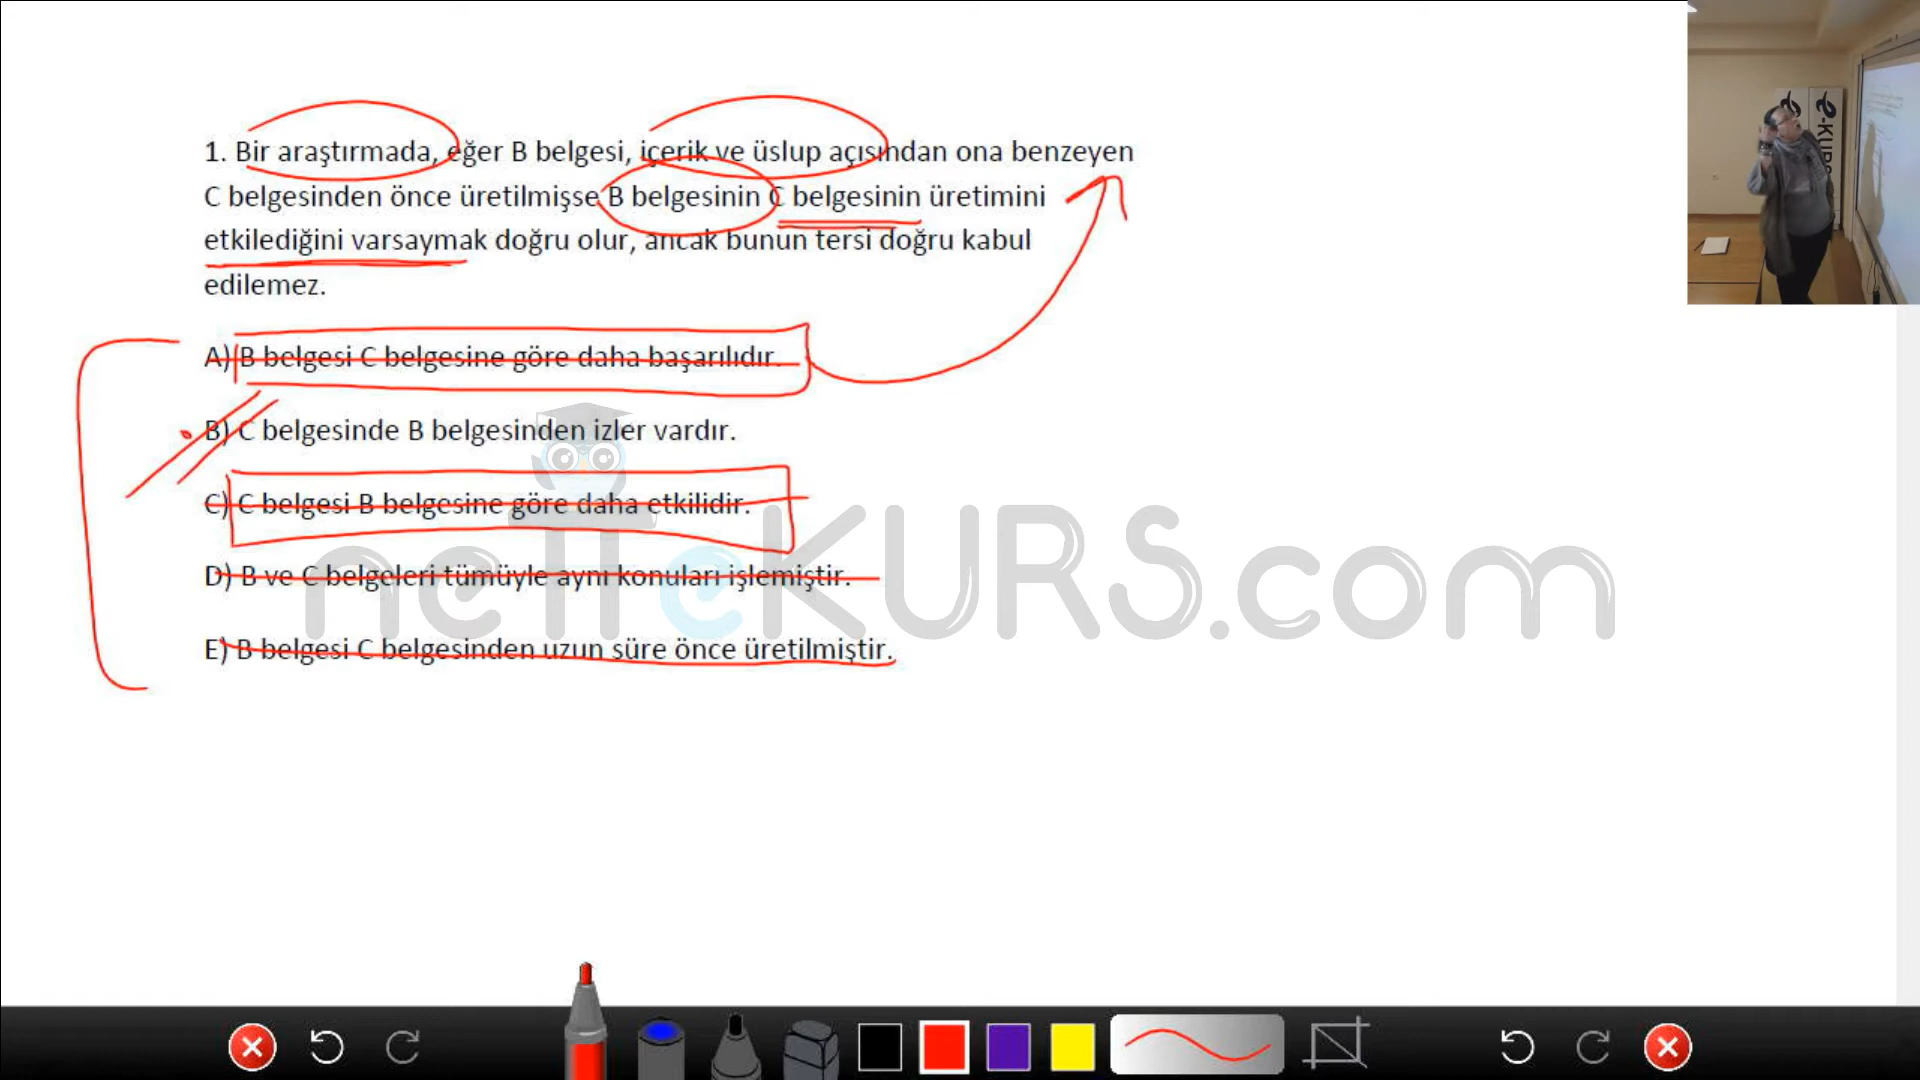 1. Bir araştırmada, eğer B belgesi, içerik ve üslup açısından ona benzeyen
C belgesinden önce üretilmişse B belgesinin C belgesinin üretimini
etkilediğini varsaymak doğru olur, ancak bunun tersi doğru kabul
edilemez.
A) B belgesi C belgesine göre daha başarılıdır.
B) C belgesinde B belgesinden izler vardır.
C) C belgesi B belgesine göre daha etkilidir.
D) B ve C belgeleri tümüyle aynı konuları işlemiştir.
E) B belgesi C belgesinden uzun süre önce üretilmiştir.
netteKURS.com
e-KURS